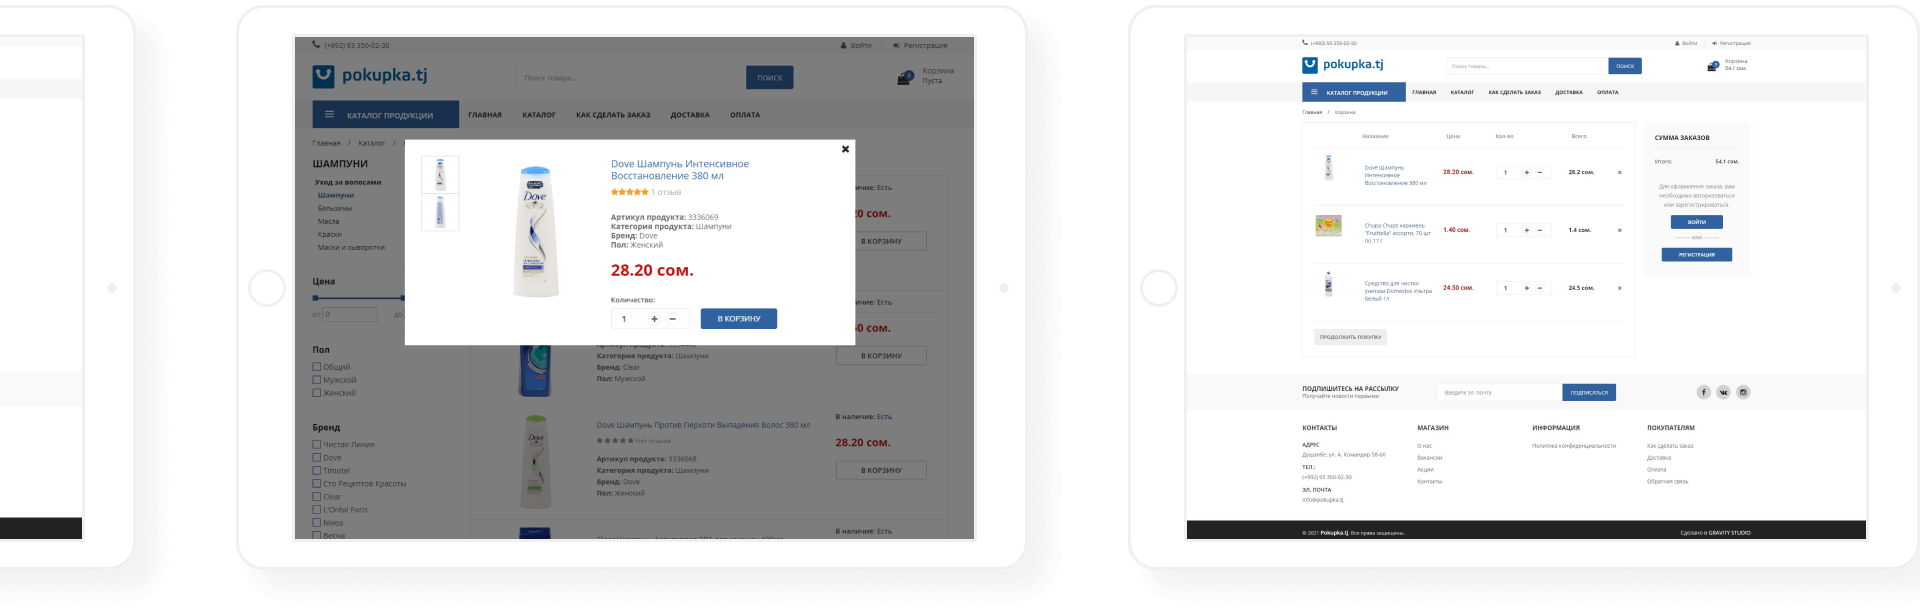 (+992) 93 350-02-30
Войти
Регистрация
pokupka.tj
Поиск товара...
ПОИСК
0
Корзина
Пуста
КАТАЛОГ ПРОДУКЦИИ
ГЛАВНАЯ
КАТАЛОГ
КАК СДЕЛАТЬ ЗАКАЗ
ДОСТАВКА
ОПЛАТА
Главная / Каталог /
ШАМПУНИ
Уход за волосами
Шампуни
Бальзамы
Масла
Краски
Маски и сыворотки
Цена
от 0 до
Пол
Общий
Мужской
Женский
Бренд
Чистая Линия
Dove
Timotei
Сто Рецептов Красоты
Clear
L'Oréal Paris
Nivea
Весна
Dove Шампунь Интенсивное
Восстановление 380 мл
1 отзыв
Артикул продукта: 3336069
Категория продукта: Шампуни
Бренд: Dove
Пол: Женский
28.20 сом.
Количество:
1 + −
В КОРЗИНУ
Dove
ичие: Есть
20 сом.
В КОРЗИНУ
ичие: Есть
50 сом.
В КОРЗИНУ
Категория продукта: Шампуни
Бренд: Clear
Пол: Мужской
Dove Шампунь Против Перхоти Выпадения Волос 380 мл
Нет отзыва
Артикул продукта: 3336068
Категория продукта: Шампуни
Бренд: Dove
Пол: Женский
В наличие: Есть
28.20 сом.
В КОРЗИНУ
Dove
В наличие: Есть
(+992) 93 350-02-30
Войти
Регистрация
pokupka.tj
Поиск товара...
ПОИСК
Корзина
54.1 сом.
КАТАЛОГ ПРОДУКЦИИ
ГЛАВНАЯ
КАТАЛОГ
КАК СДЕЛАТЬ ЗАКАЗ
ДОСТАВКА
ОПЛАТА
Главная / Корзина
Название
Цена
Кол-во
Всего
Dove Шампунь
Интенсивное
Восстановление 380 мл
28.20 сом.
1 + −
28.2 сом.
×
Chupa Chups карамель
"Fruittella" ассорти, 70 шт
по 17 г
1.40 сом.
1 + −
1.4 сом.
×
Средство для чистки
унитаза Domestos Ультра
белый 1л
24.50 сом.
1 + −
24.5 сом.
×
ПРОДОЛЖИТЬ ПОКУПКУ
СУММА ЗАКАЗОВ
Итого: 54.1 сом.
Для оформления заказа, вам
необходимо авторизоваться
или зарегистрироваться.
ВОЙТИ
или
РЕГИСТРАЦИЯ
ПОДПИШИТЕСЬ НА РАССЫЛКУ
Получайте новости первыми
Введите эл. почту
ПОДПИСАТЬСЯ
КОНТАКТЫ
АДРЕС
Душанбе, ул. А. Командир 58-60
ТЕЛ.:
(+992) 93 350-02-30
ЭЛ. ПОЧТА
info@pokupka.tj
МАГАЗИН
О нас
Вакансии
Акции
Контакты
ИНФОРМАЦИЯ
Политика конфиденциальности
ПОКУПАТЕЛЯМ
Как сделать заказ
Доставка
Оплата
Обратная связь
© 2021 Pokupka.tj. Все права защищены.
Сделано в GRAVITY STUDIO